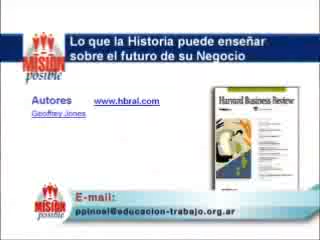 Lo que la Historia puede enseñar
sobre el futuro de su Negocio
MISIÓN
posible
Autores www.hbral.com
Geoffrey Jones
Harvard Business Review
MISIÓN
posible
E-mail:
ppinosl@educacion-trabajo.org.ar